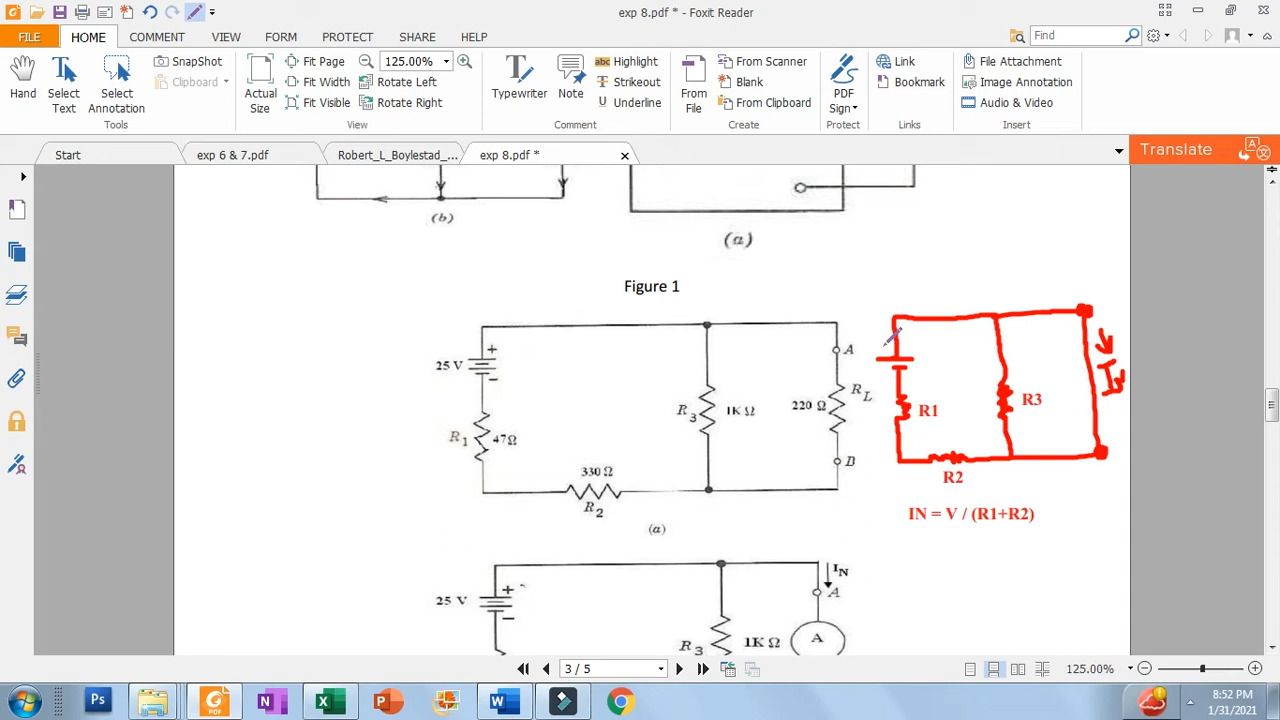 exp 8.pdf * - Foxit Reader
FILE HOME COMMENT VIEW FORM PROTECT SHARE HELP
Find
Hand
Select Text
Select Annotation
SnapShot
Clipboard
Tools
Actual Size
Fit Page
Fit Width
Fit Visible
125.00%
Rotate Left
Rotate Right
View
Typewriter
Note
Highlight
Strikeout
Underline
Comment
From File
From Scanner
Blank
From Clipboard
Create
PDF Sign
Protect
Link
Bookmark
Links
File Attachment
Image Annotation
Audio & Video
Insert
Start
exp 6 & 7.pdf
Robert_L_Boylestad_...
exp 8.pdf *
Translate
(b)
(a)
Figure 1
25 V
+
−
R1
47Ω
330 Ω
R2
R3
1K Ω
A
220 Ω
RL
B
(a)
R1
R3
R2
IN
IN = V / (R1+R2)
25 V
+
−
R3
1K Ω
IN
A
A
3 / 5
125.00%
Ps
N
X
P
W
8:52 PM
1/31/2021